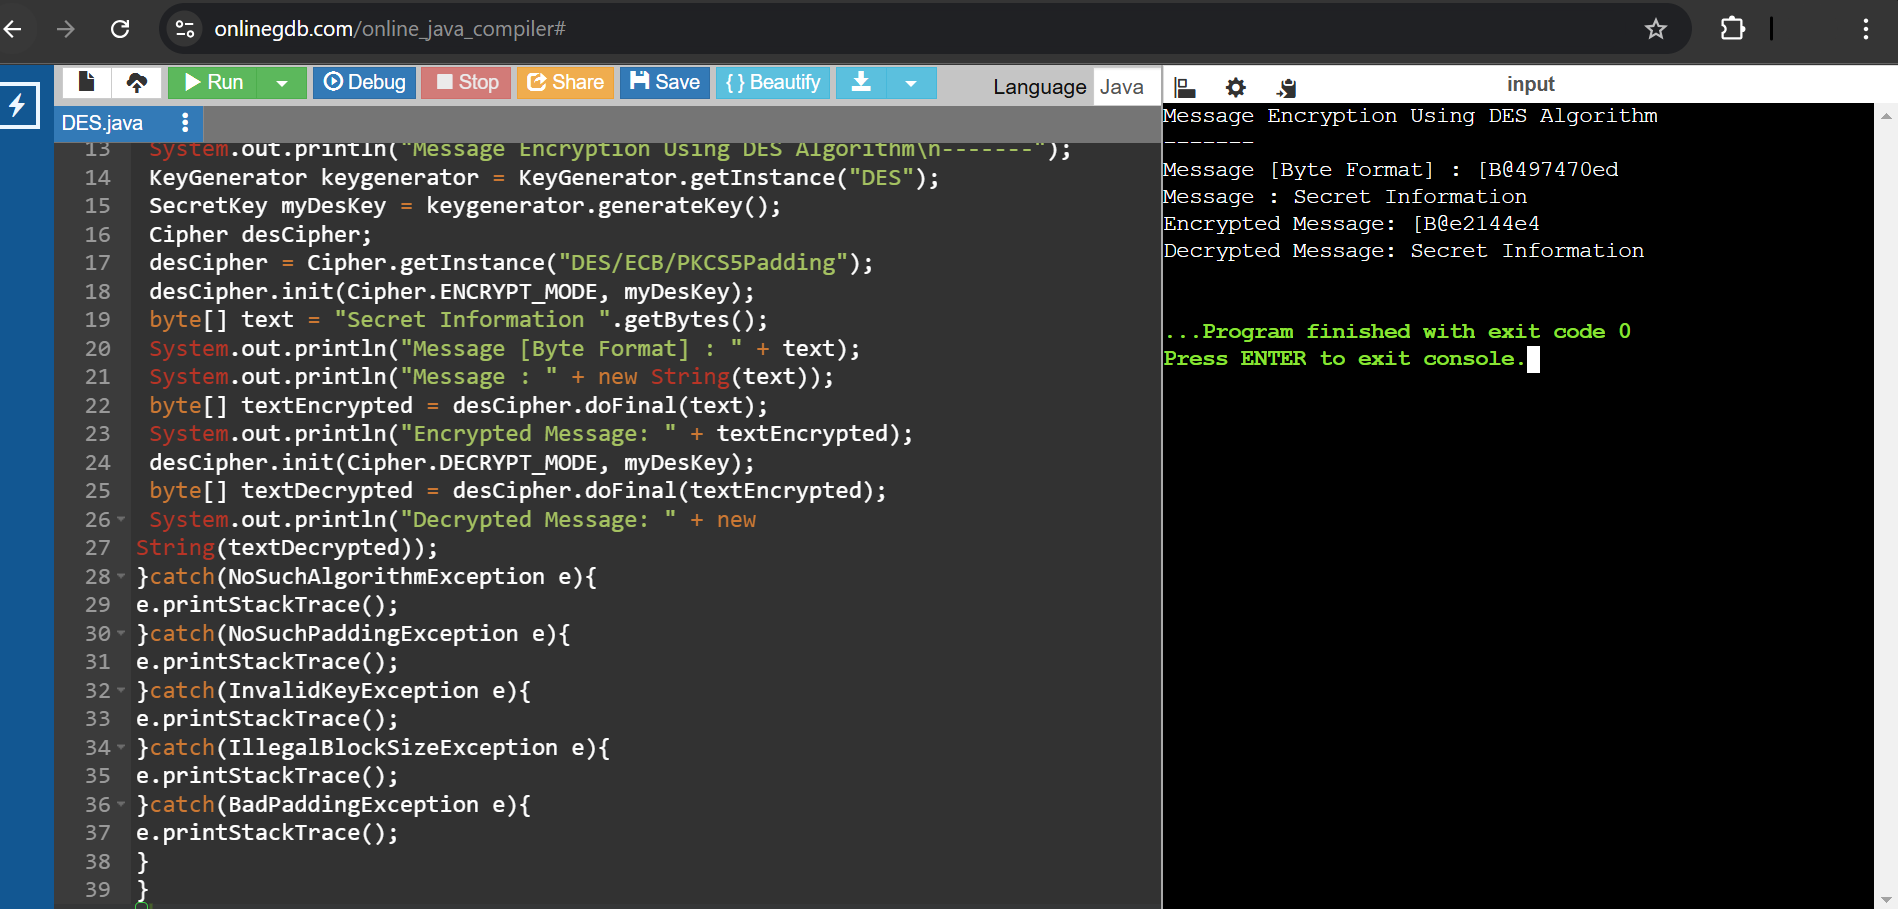 onlinegdb.com/online_java_compiler#
Run Debug Stop Share Save { } Beautify Language Java
DES.java
13 System.out.println("Message Encryption Using DES Algorithm\n-------");
14 KeyGenerator keygenerator = KeyGenerator.getInstance("DES");
15 SecretKey myDesKey = keygenerator.generateKey();
16 Cipher desCipher;
17 desCipher = Cipher.getInstance("DES/ECB/PKCS5Padding");
18 desCipher.init(Cipher.ENCRYPT_MODE, myDesKey);
19 byte[] text = "Secret Information ".getBytes();
20 System.out.println("Message [Byte Format] : " + text);
21 System.out.println("Message : " + new String(text));
22 byte[] textEncrypted = desCipher.doFinal(text);
23 System.out.println("Encrypted Message: " + textEncrypted);
24 desCipher.init(Cipher.DECRYPT_MODE, myDesKey);
25 byte[] textDecrypted = desCipher.doFinal(textEncrypted);
26 System.out.println("Decrypted Message: " + new
27 String(textDecrypted));
28 }catch(NoSuchAlgorithmException e){
29 e.printStackTrace();
30 }catch(NoSuchPaddingException e){
31 e.printStackTrace();
32 }catch(InvalidKeyException e){
33 e.printStackTrace();
34 }catch(IllegalBlockSizeException e){
35 e.printStackTrace();
36 }catch(BadPaddingException e){
37 e.printStackTrace();
38 }
39 }
input
Message Encryption Using DES Algorithm
-------
Message [Byte Format] : [B@497470ed
Message : Secret Information
Encrypted Message: [B@e2144e4
Decrypted Message: Secret Information
...Program finished with exit code 0
Press ENTER to exit console.